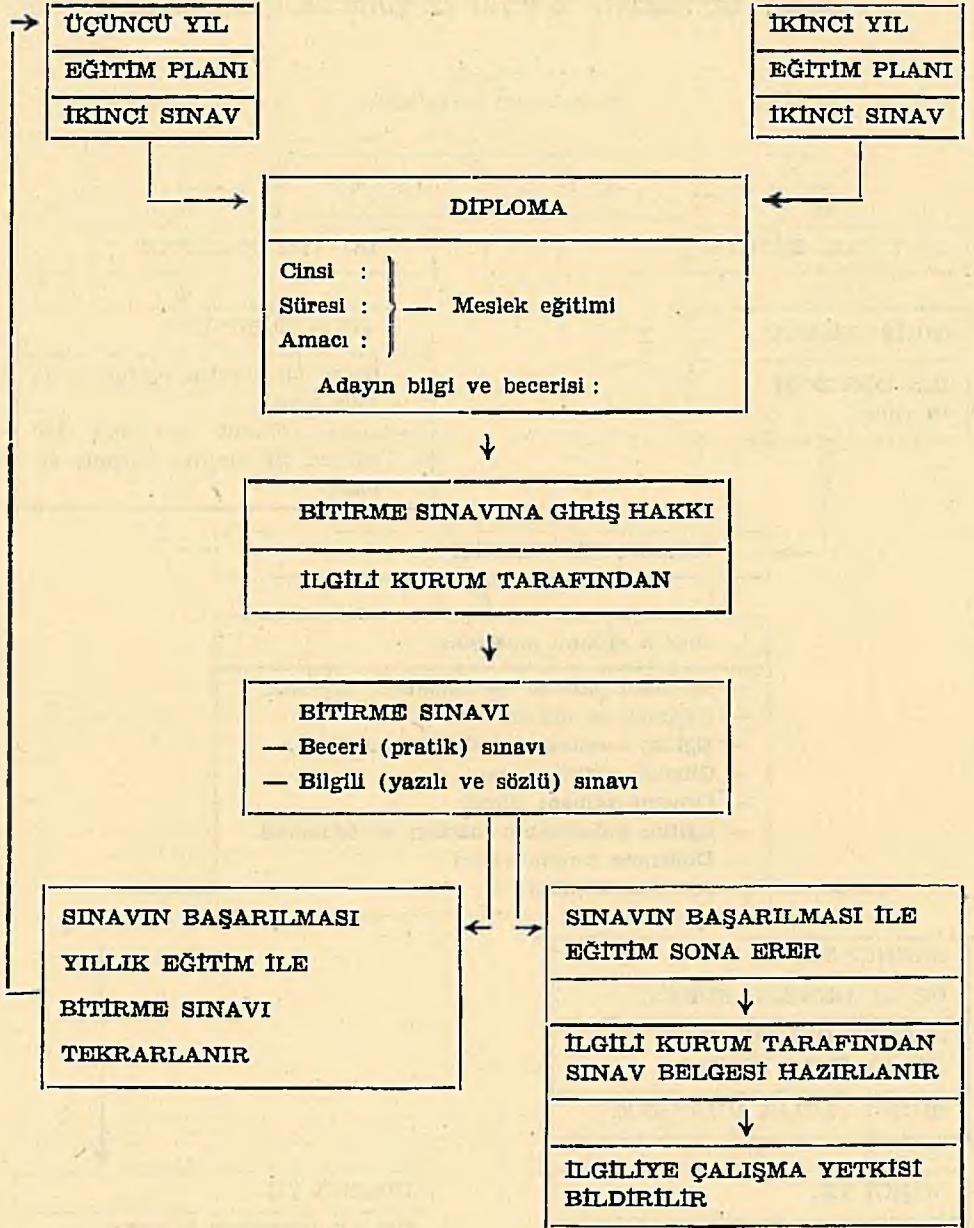 ÜÇÜNCÜ YIL
EĞİTİM PLANI
İKİNCİ SINAV
İKİNCİ YIL
EĞİTİM PLANI
İKİNCİ SINAV
DİPLOMA
Cinsi :
Süresi : — Meslek eğitimi
Amacı :
Adayın bilgi ve becerisi :
BİTİRME SINAVINA GİRİŞ HAKKI
İLGİLİ KURUM TARAFINDAN
BİTİRME SINAVI
— Beceri (pratik) sınavı
— Bilgili (yazılı ve sözlü) sınavı
SINAVIN BAŞARILMASI
YILLIK EĞİTİM İLE
BİTİRME SINAVI
TEKRARLANIR
SINAVIN BAŞARILMASI İLE
EĞİTİM SONA ERER
İLGİLİ KURUM TARAFINDAN
SINAV BELGESİ HAZIRLANIR
İLGİLİYE ÇALIŞMA YETKİSİ
BİLDİRİLİR